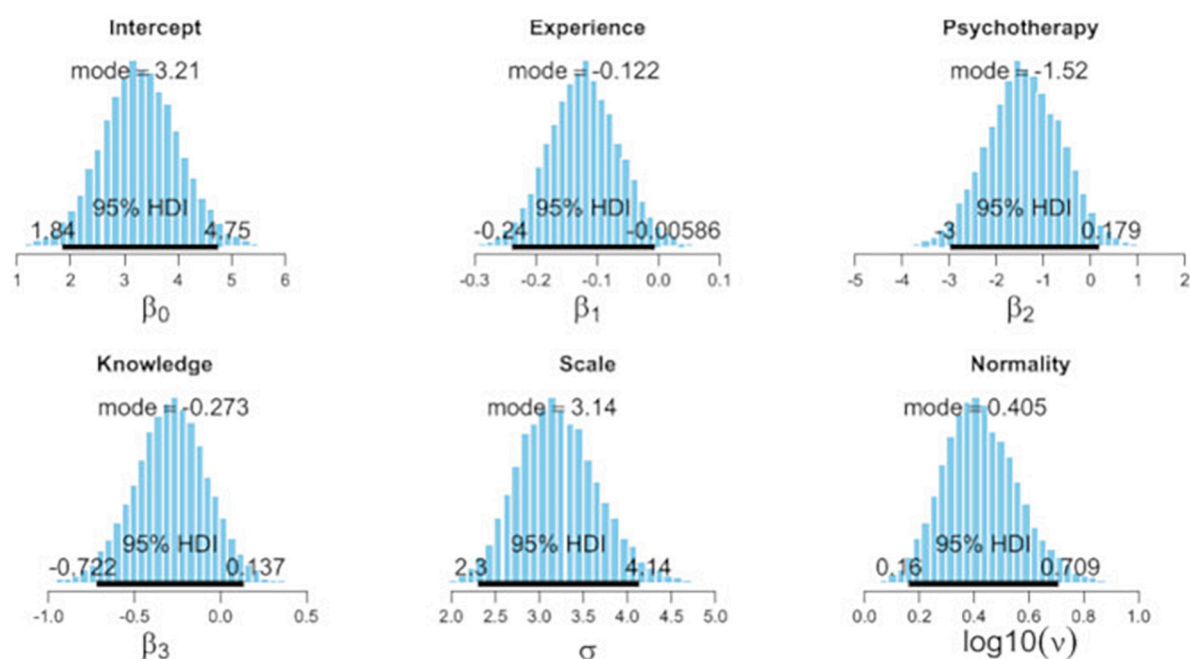 Intercept
mode = 3.21
95% HDI
1.84 4.75
1 2 3 4 5 6
β0
Experience
mode = -0.122
95% HDI
-0.24 -0.00586
-0.3 -0.2 -0.1 0.0 0.1
β1
Psychotherapy
mode = -1.52
95% HDI
-3 0.179
-5 -4 -3 -2 -1 0 1 2
β2
Knowledge
mode = -0.273
95% HDI
-0.722 0.137
-1.0 -0.5 0.0 0.5
β3
Scale
mode = 3.14
95% HDI
2.3 4.14
2.0 2.5 3.0 3.5 4.0 4.5 5.0
σ
Normality
mode = 0.405
95% HDI
0.16 0.709
0.0 0.2 0.4 0.6 0.8 1.0
log10(ν)